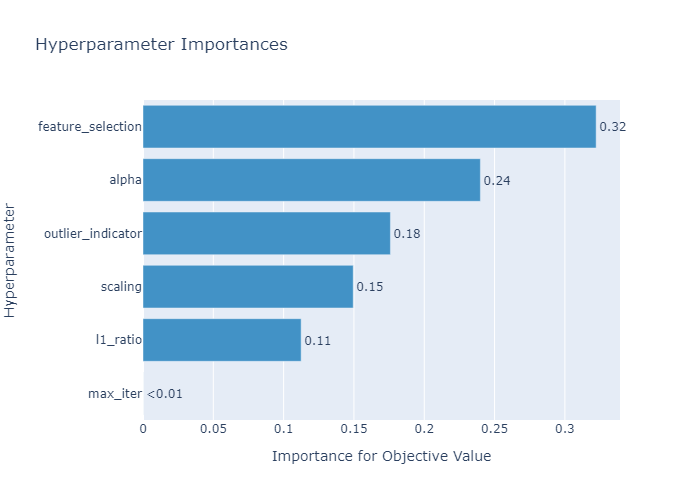 Hyperparameter Importances
Hyperparameter
feature_selection 0.32
alpha 0.24
outlier_indicator 0.18
scaling 0.15
l1_ratio 0.11
max_iter <0.01
0 0.05 0.1 0.15 0.2 0.25 0.3
Importance for Objective Value